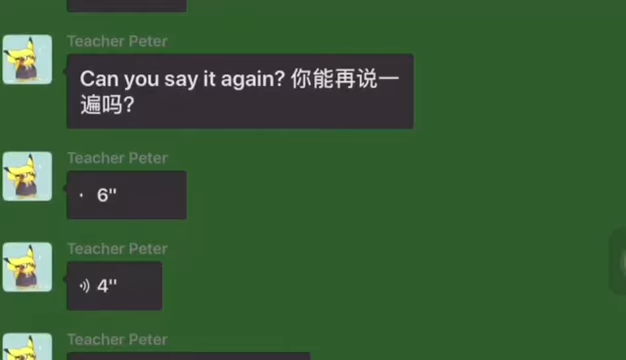 Teacher Peter
Can you say it again? 你能再说一
遍吗?
Teacher Peter
6"
Teacher Peter
4"
Teacher Peter